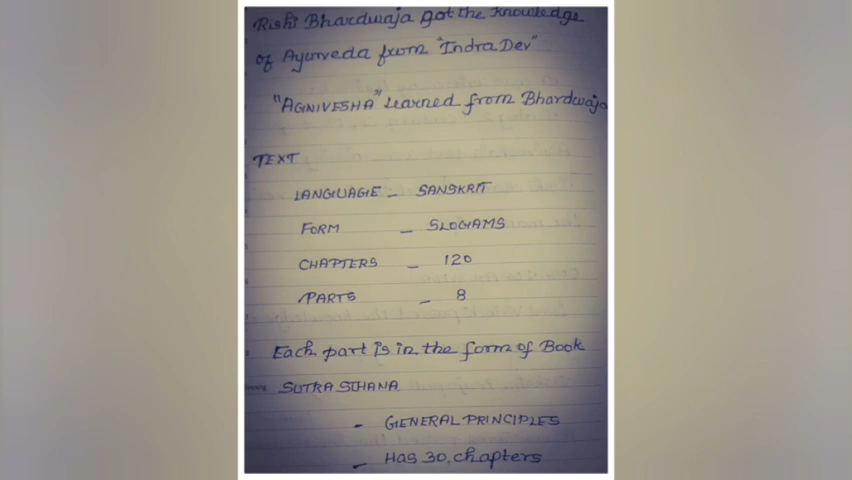 Rishi Bhardwaja got the knowledge
of Ayurveda from "Indra Dev"
"AGNIVESHA" Learned from Bhardwaja
TEXT
LANGUAGE - SANSKRIT
FORM - SLOGAMS
CHAPTERS - 120
PARTS - 8
Each part is in the form of Book
SUTRA STHANA
- GENERAL PRINCIPLES
- HAS 30, chapters